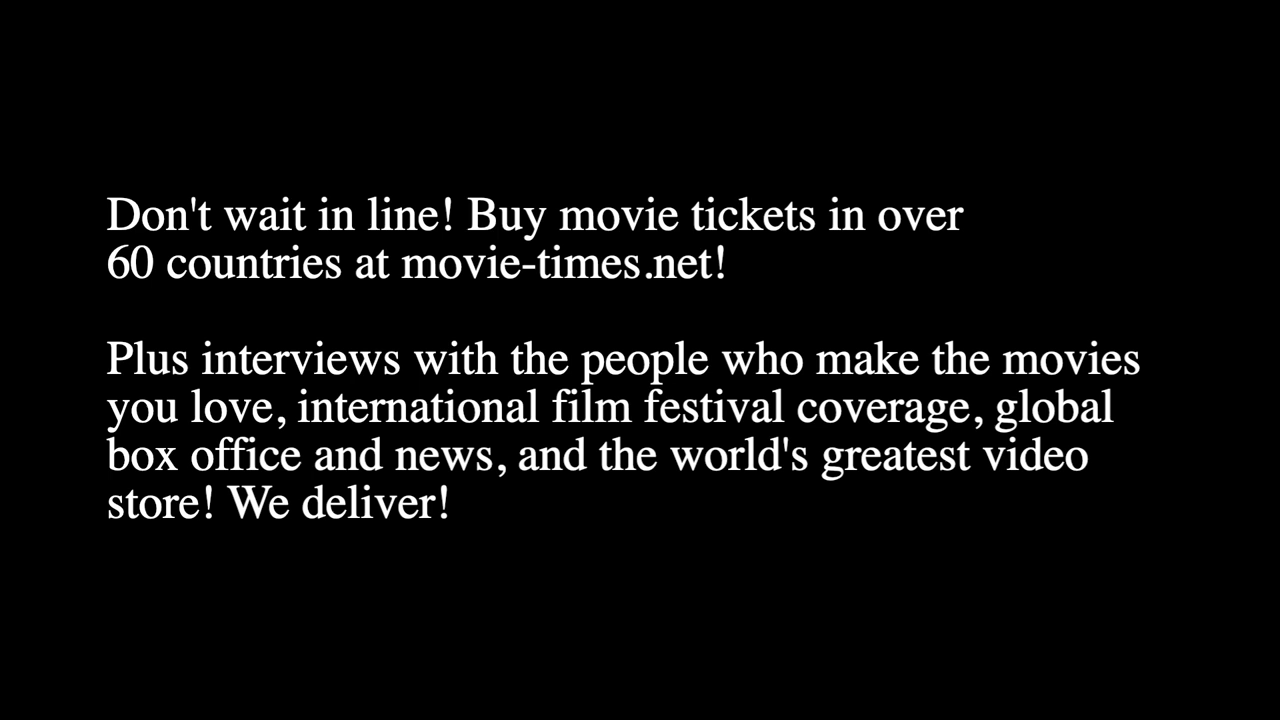 Don't wait in line! Buy movie tickets in over
60 countries at movie-times.net!
Plus interviews with the people who make the movies
you love, international film festival coverage, global
box office and news, and the world's greatest video
store! We deliver!